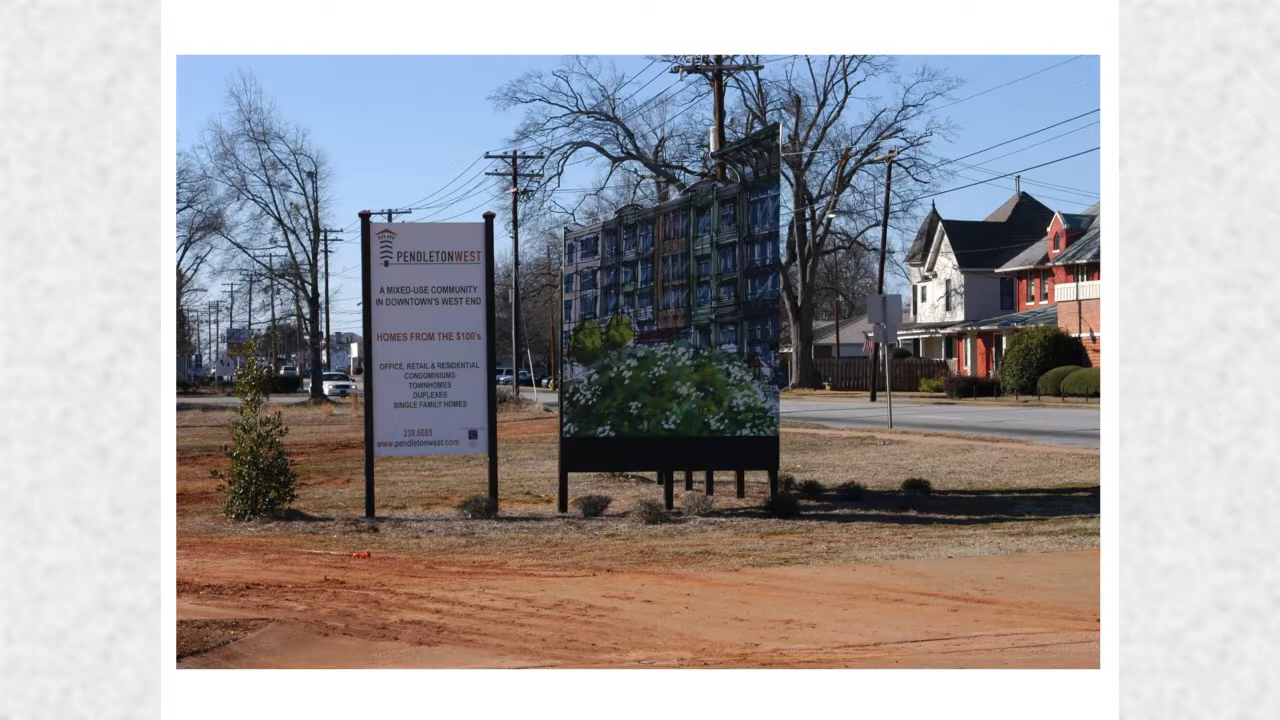 PENDLETONWEST
A MIXED-USE COMMUNITY
IN DOWNTOWN'S WEST END
HOMES FROM THE $100's
OFFICE, RETAIL & RESIDENTIAL
CONDOMINIUMS
TOWNHOMES
DUPLEXES
SINGLE FAMILY HOMES
239.6683
www.pendletonwest.com